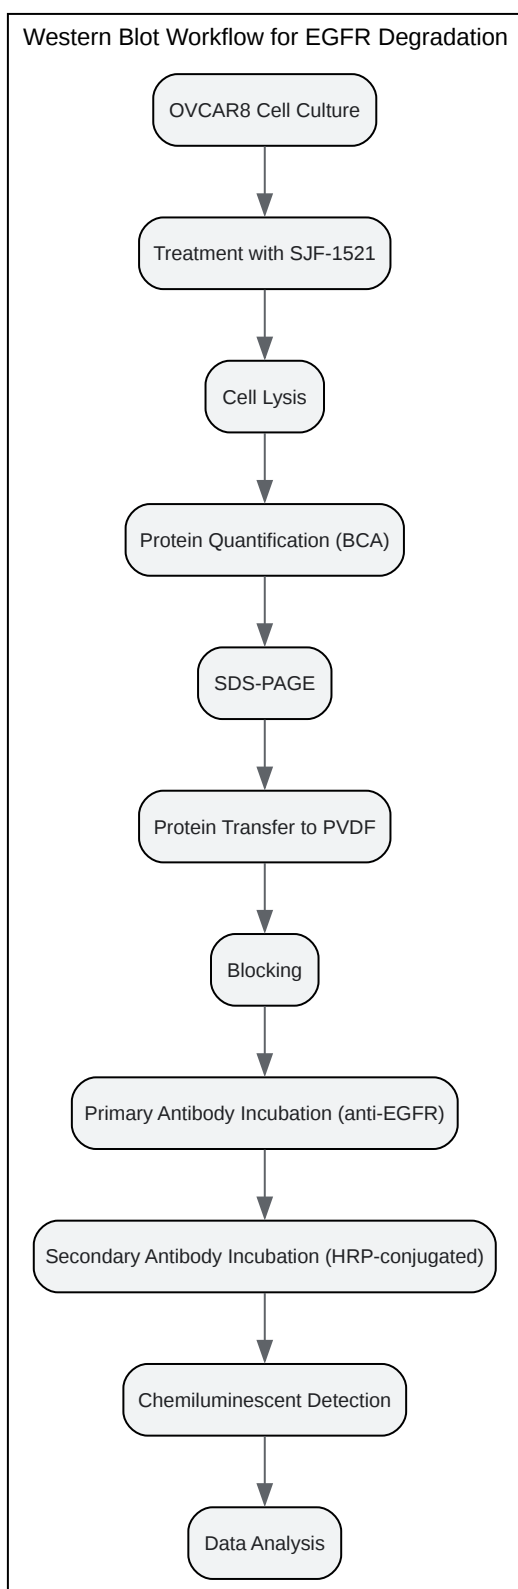 Western Blot Workflow for EGFR Degradation
OVCAR8 Cell Culture
Treatment with SJF-1521
Cell Lysis
Protein Quantification (BCA)
SDS-PAGE
Protein Transfer to PVDF
Blocking
Primary Antibody Incubation (anti-EGFR)
Secondary Antibody Incubation (HRP-conjugated)
Chemiluminescent Detection
Data Analysis